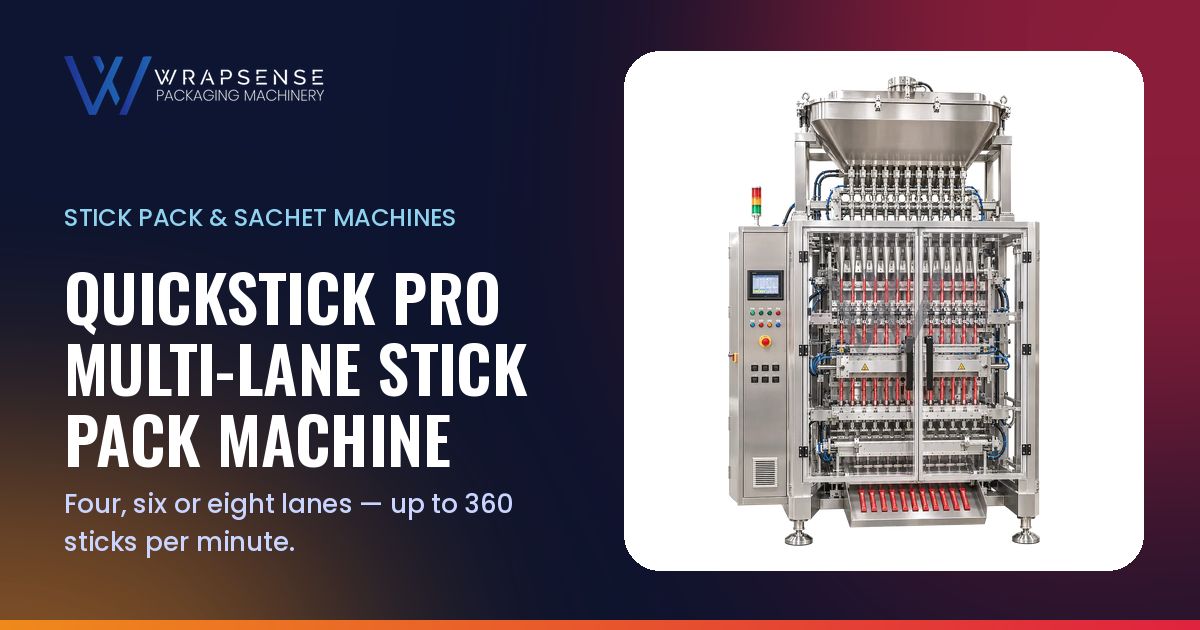 WRAPSENSE
PACKAGING MACHINERY
STICK PACK & SACHET MACHINES
QUICKSTICK PRO
MULTI-LANE STICK
PACK MACHINE
Four, six or eight lanes — up to 360
sticks per minute.